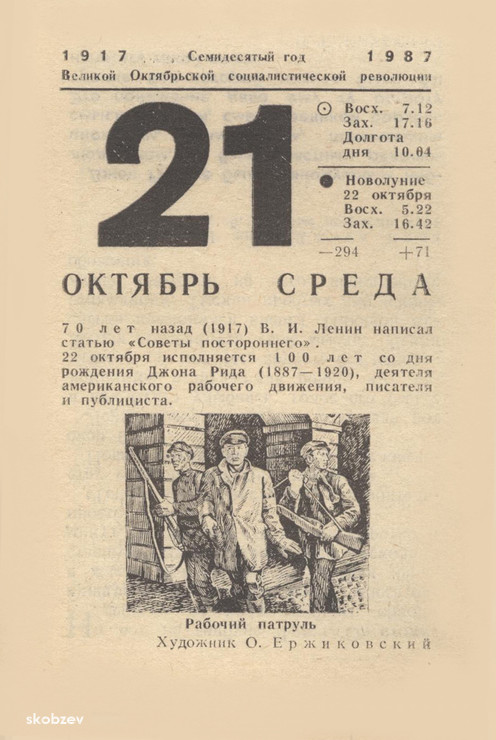 1917 Семидесятый год 1987
Великой Октябрьской социалистической революции
21
Восх. 7.12
Зах. 17.16
Долгота
дня 10.04
Новолуние
22 октября
Восх. 5.22
Зах. 16.42
—294 +71
ОКТЯБРЬ СРЕДА
70 лет назад (1917) В. И. Ленин написал
статью «Советы постороннего».
22 октября исполняется 100 лет со дня
рождения Джона Рида (1887—1920), деятеля
американского рабочего движения, писателя
и публициста.
Рабочий патруль
Художник О. Ержиковский
skobzev